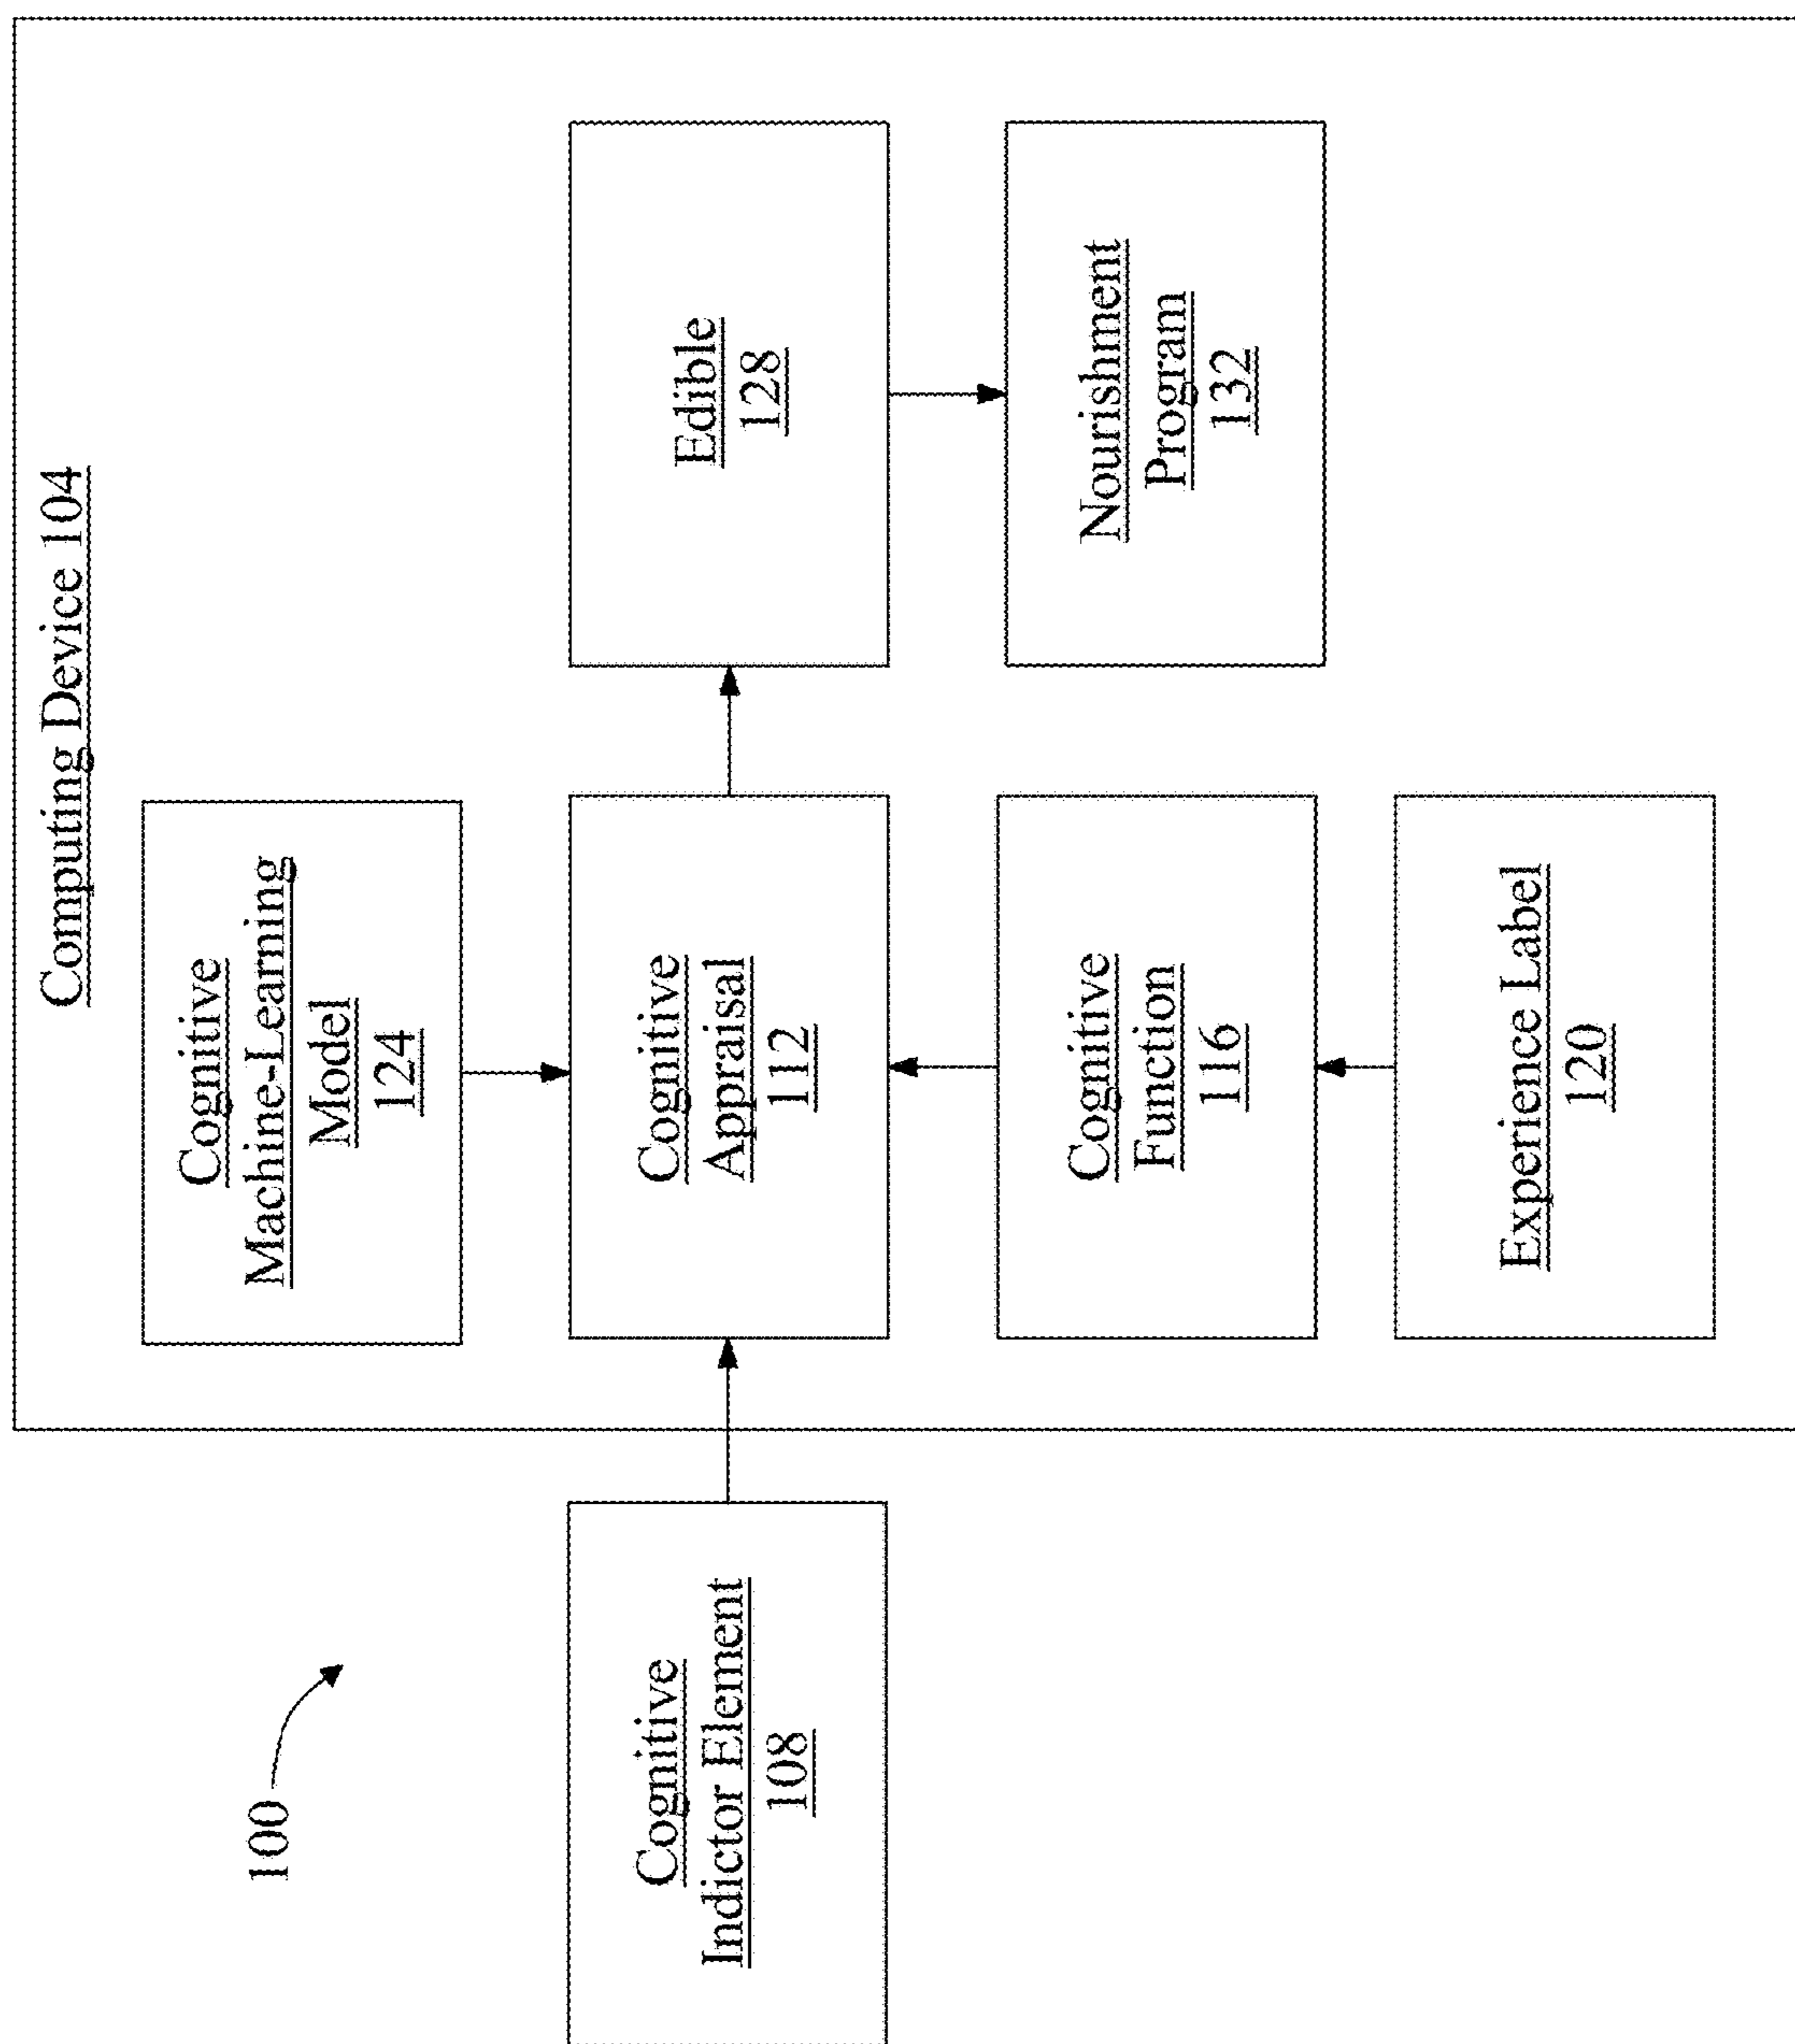 100
Computing Device 104
Cognitive
Indictor Element
108
Cognitive
Machine-Learning
Model
124
Cognitive
Appraisal
112
Cognitive
Function
116
Experience Label
120
Edible
128
Nourishment
Program
132